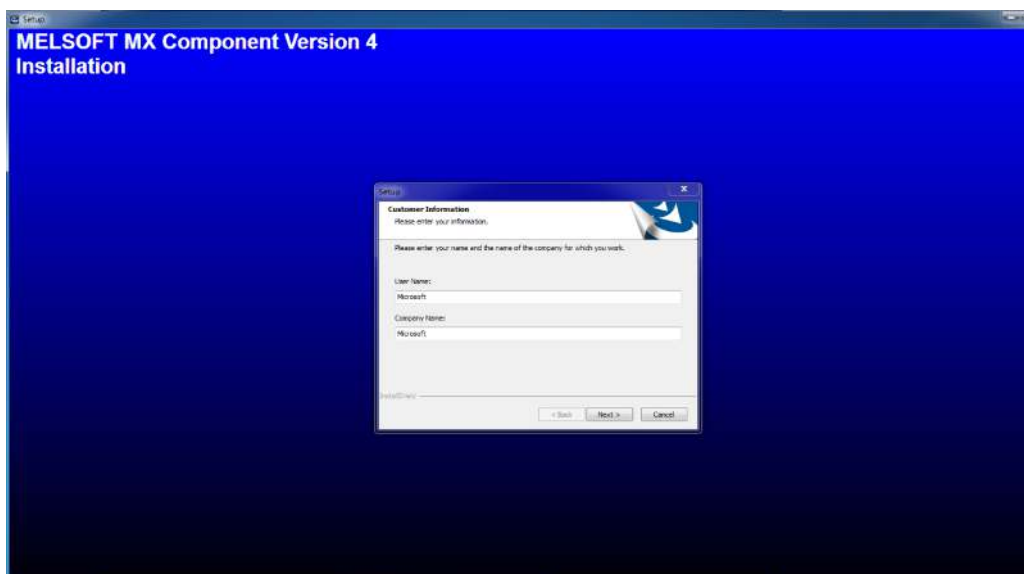 Setup
MELSOFT MX Component Version 4
Installation
Setup
Customer Information
Please enter your information.
Please enter your name and the name of the company for which you work.
User Name:
Microsoft
Company Name:
Microsoft
InstallShield
< Back
Next >
Cancel